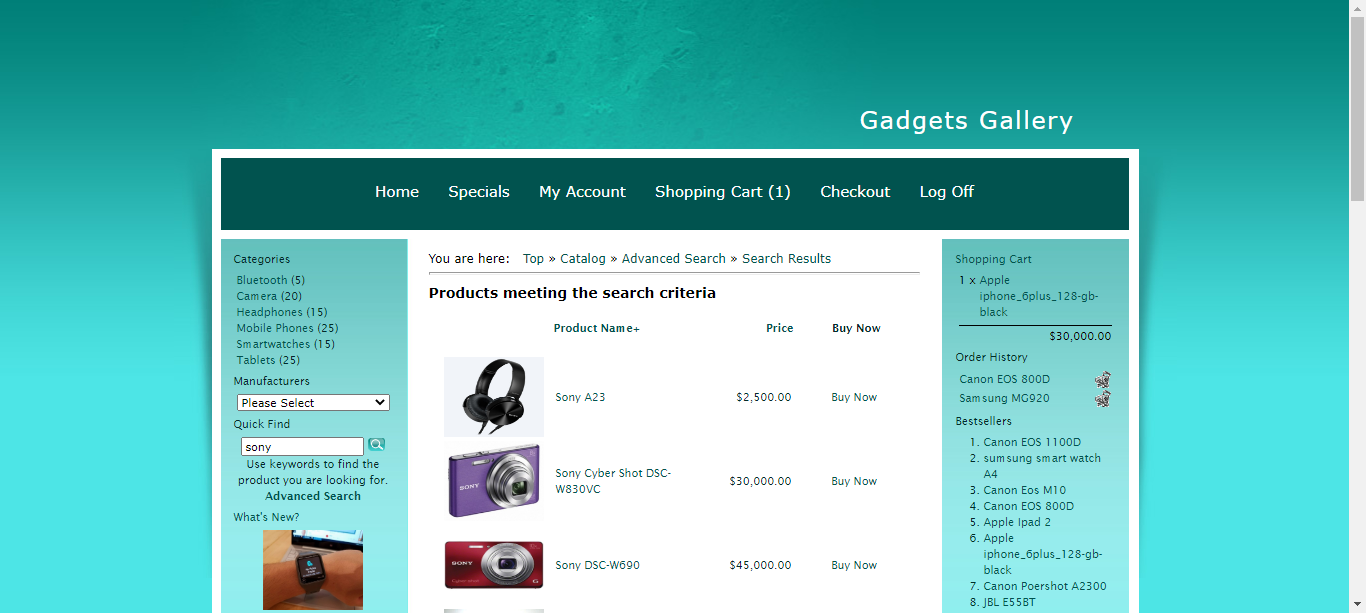 Gadgets Gallery
Home Specials My Account Shopping Cart (1) Checkout Log Off
Categories
Bluetooth (5)
Camera (20)
Headphones (15)
Mobile Phones (25)
Smartwatches (15)
Tablets (25)
Manufacturers
Please Select
Quick Find
sony
Use keywords to find the
product you are looking for.
Advanced Search
What's New?
You are here: Top » Catalog » Advanced Search » Search Results
Products meeting the search criteria
Product Name+ Price Buy Now
Sony A23 $2,500.00 Buy Now
SONY
Sony Cyber Shot DSC-
W830VC $30,000.00 Buy Now
SONY
Sony DSC-W690 $45,000.00 Buy Now
Shopping Cart
1 x Apple
iphone_6plus_128-gb-
black
$30,000.00
Order History
Canon EOS 800D
Samsung MG920
Bestsellers
1. Canon EOS 1100D
2. sumsung smart watch
A4
3. Canon Eos M10
4. Canon EOS 800D
5. Apple Ipad 2
6. Apple
iphone_6plus_128-gb-
black
7. Canon Poershot A2300
8. JBL E55BT